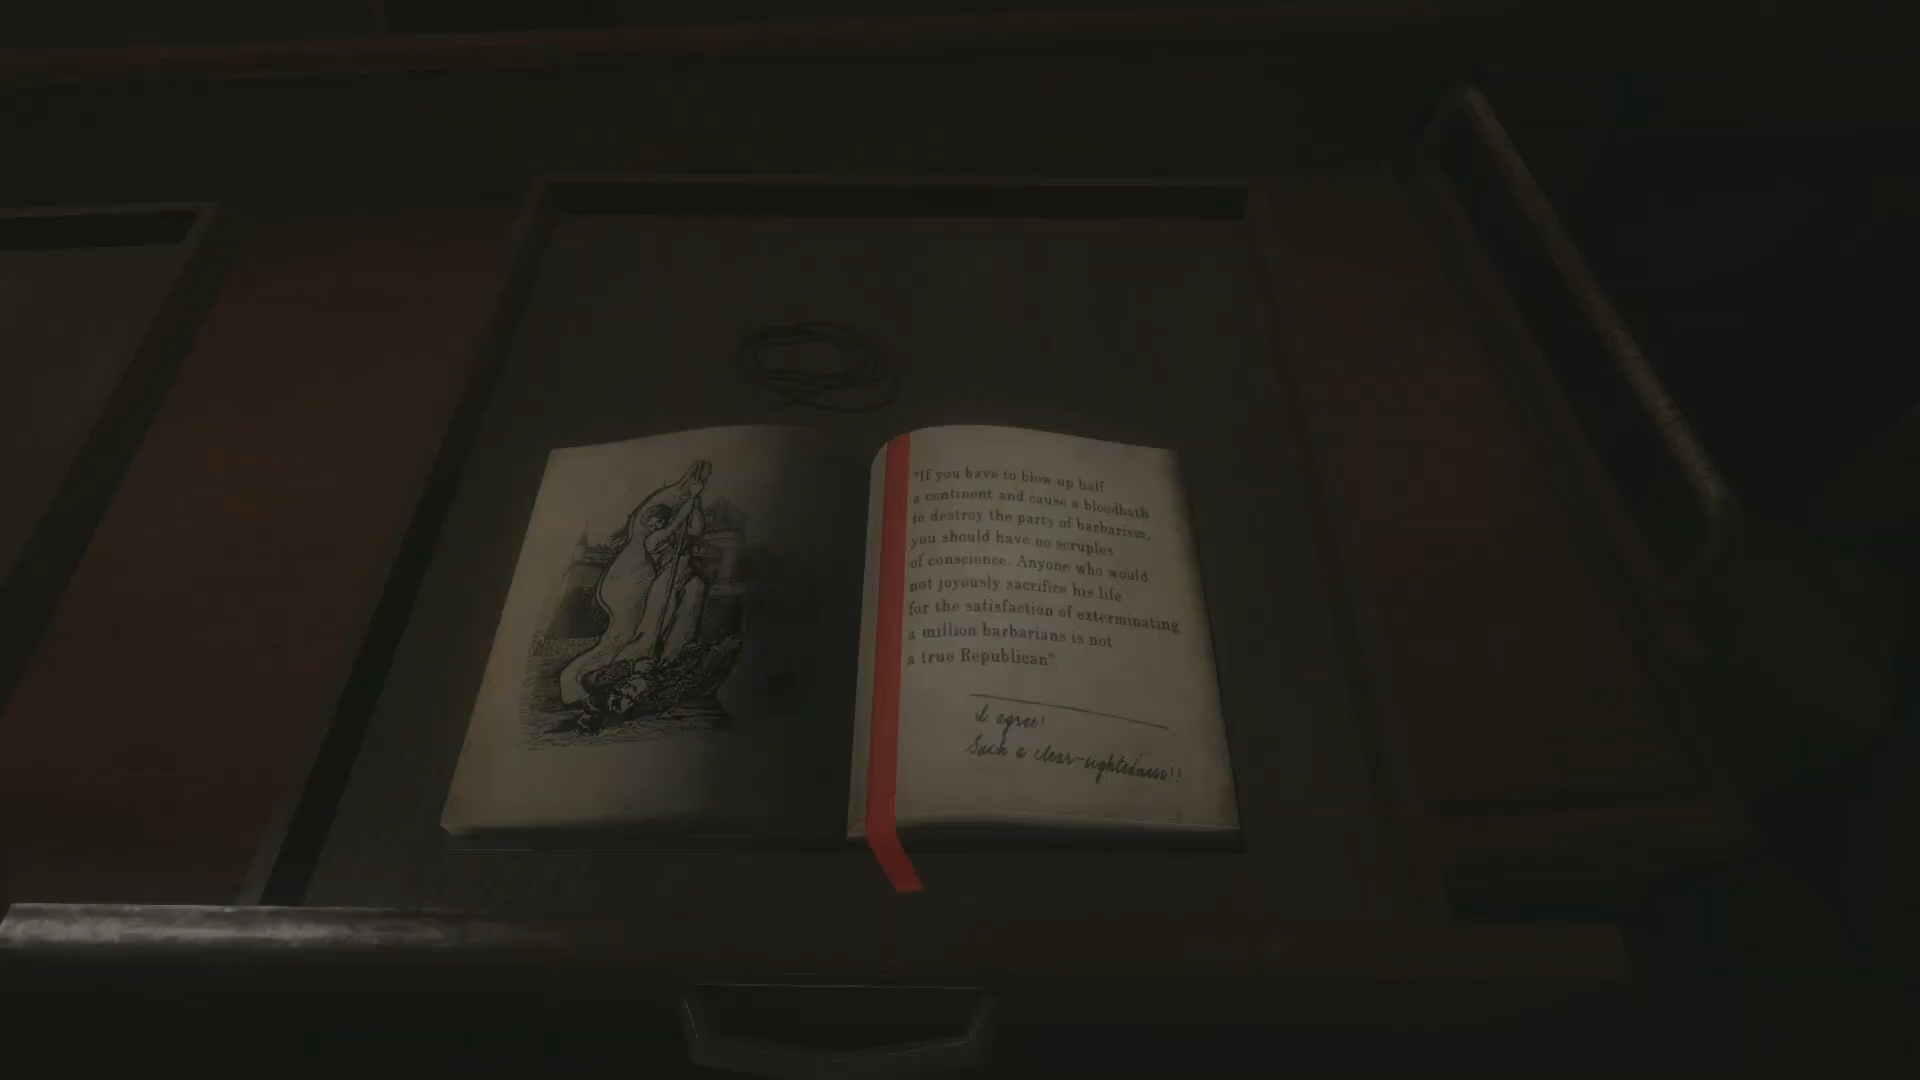 "If you have to blow up half
a continent and cause a bloodbath
to destroy the party of barbarism,
you should have no scruples
of conscience. Anyone who would
not joyously sacrifice his life
for the satisfaction of exterminating
a million barbarians is not
a true Republican"
I agree!
Such a clear-sightedness!!